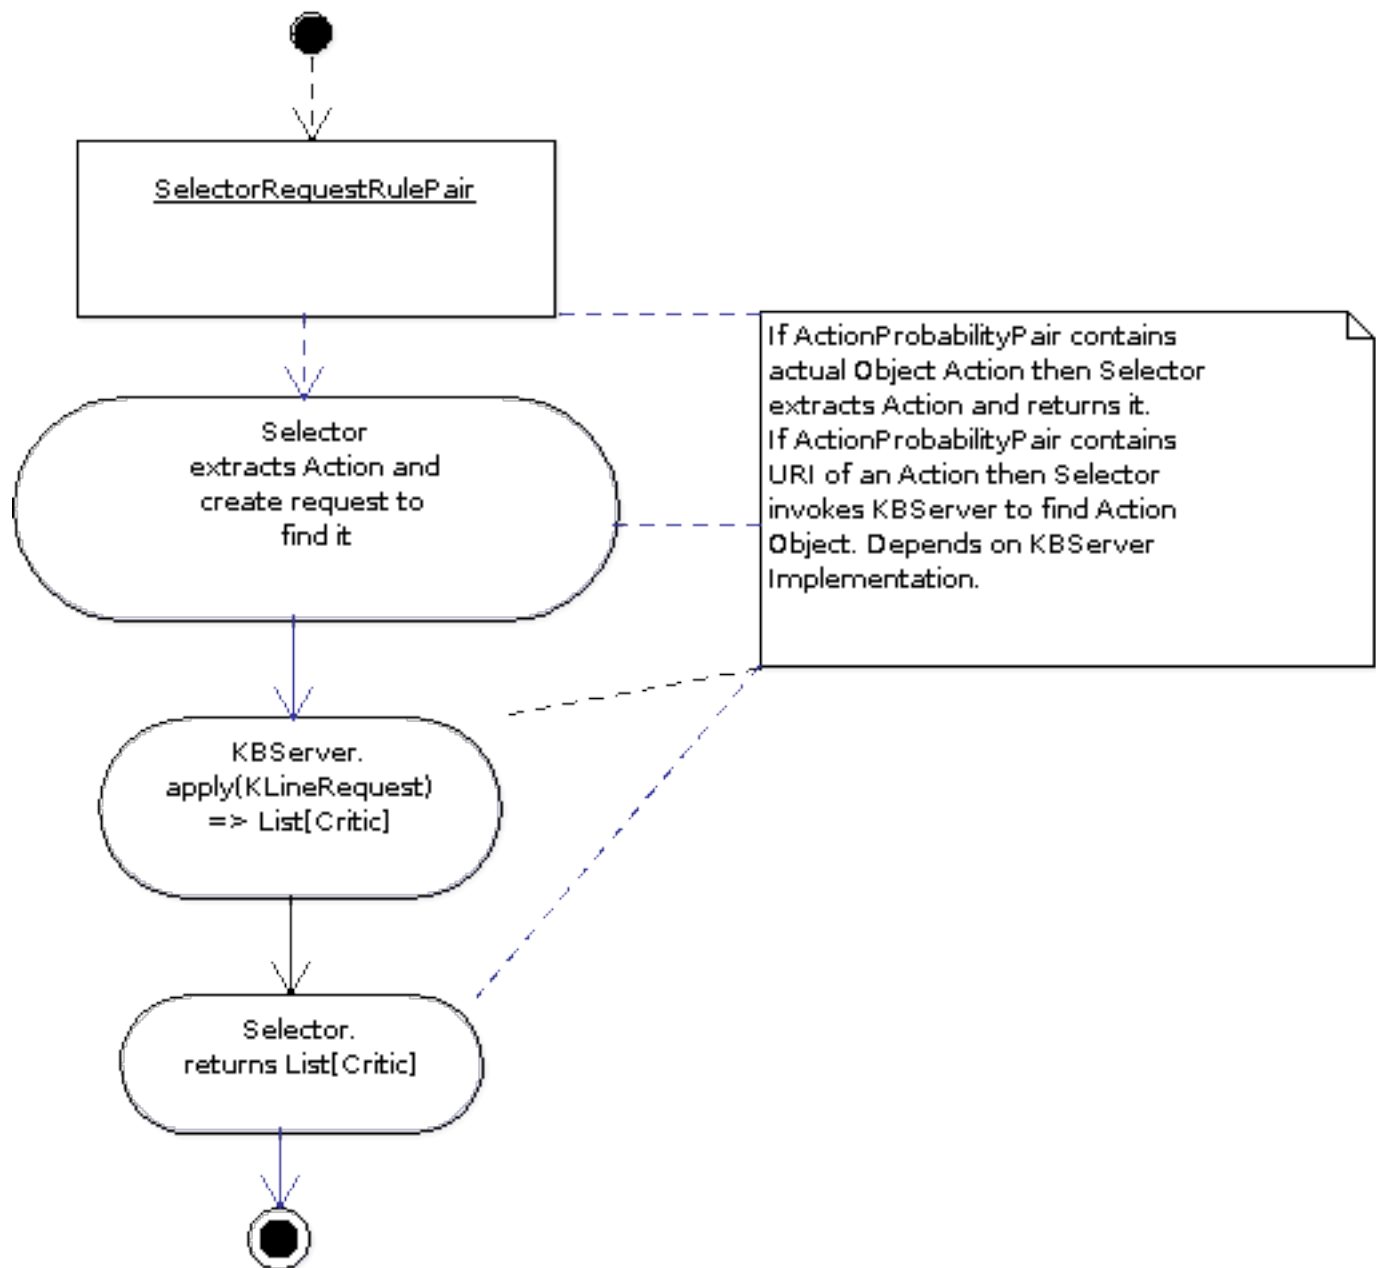 SelectorRequestRulePair
If ActionProbabilityPair contains
actual Object Action then Selector
extracts Action and returns it.
If ActionProbabilityPair contains
URI of an Action then Selector
invokes KBServer to find Action
Object. Depends on KBServer
Implementation.
Selector
extracts Action and
create request to
find it
KBServer.
apply(KLineRequest)
=> List[Critic]
Selector.
returns List[Critic]